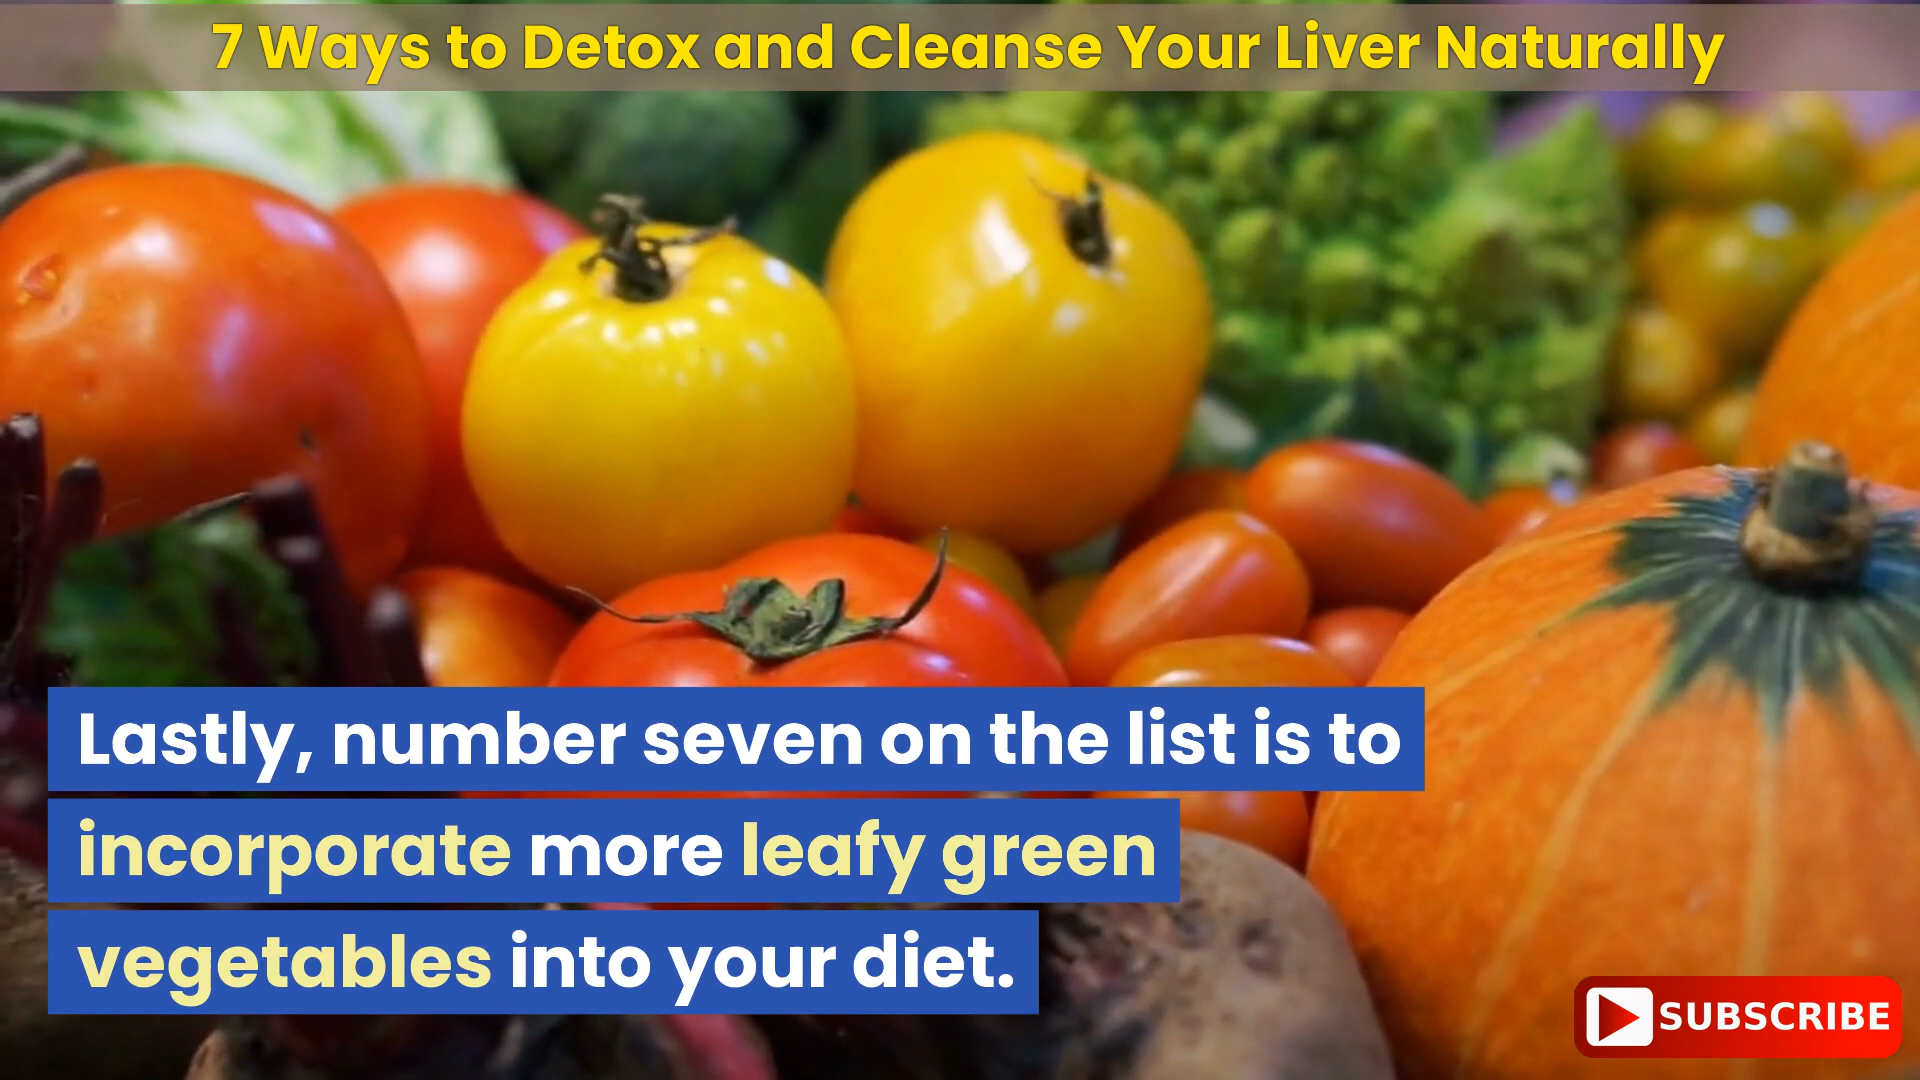 7 Ways to Detox and Cleanse Your Liver Naturally
Lastly, number seven on the list is to
incorporate more leafy green
vegetables into your diet.
SUBSCRIBE